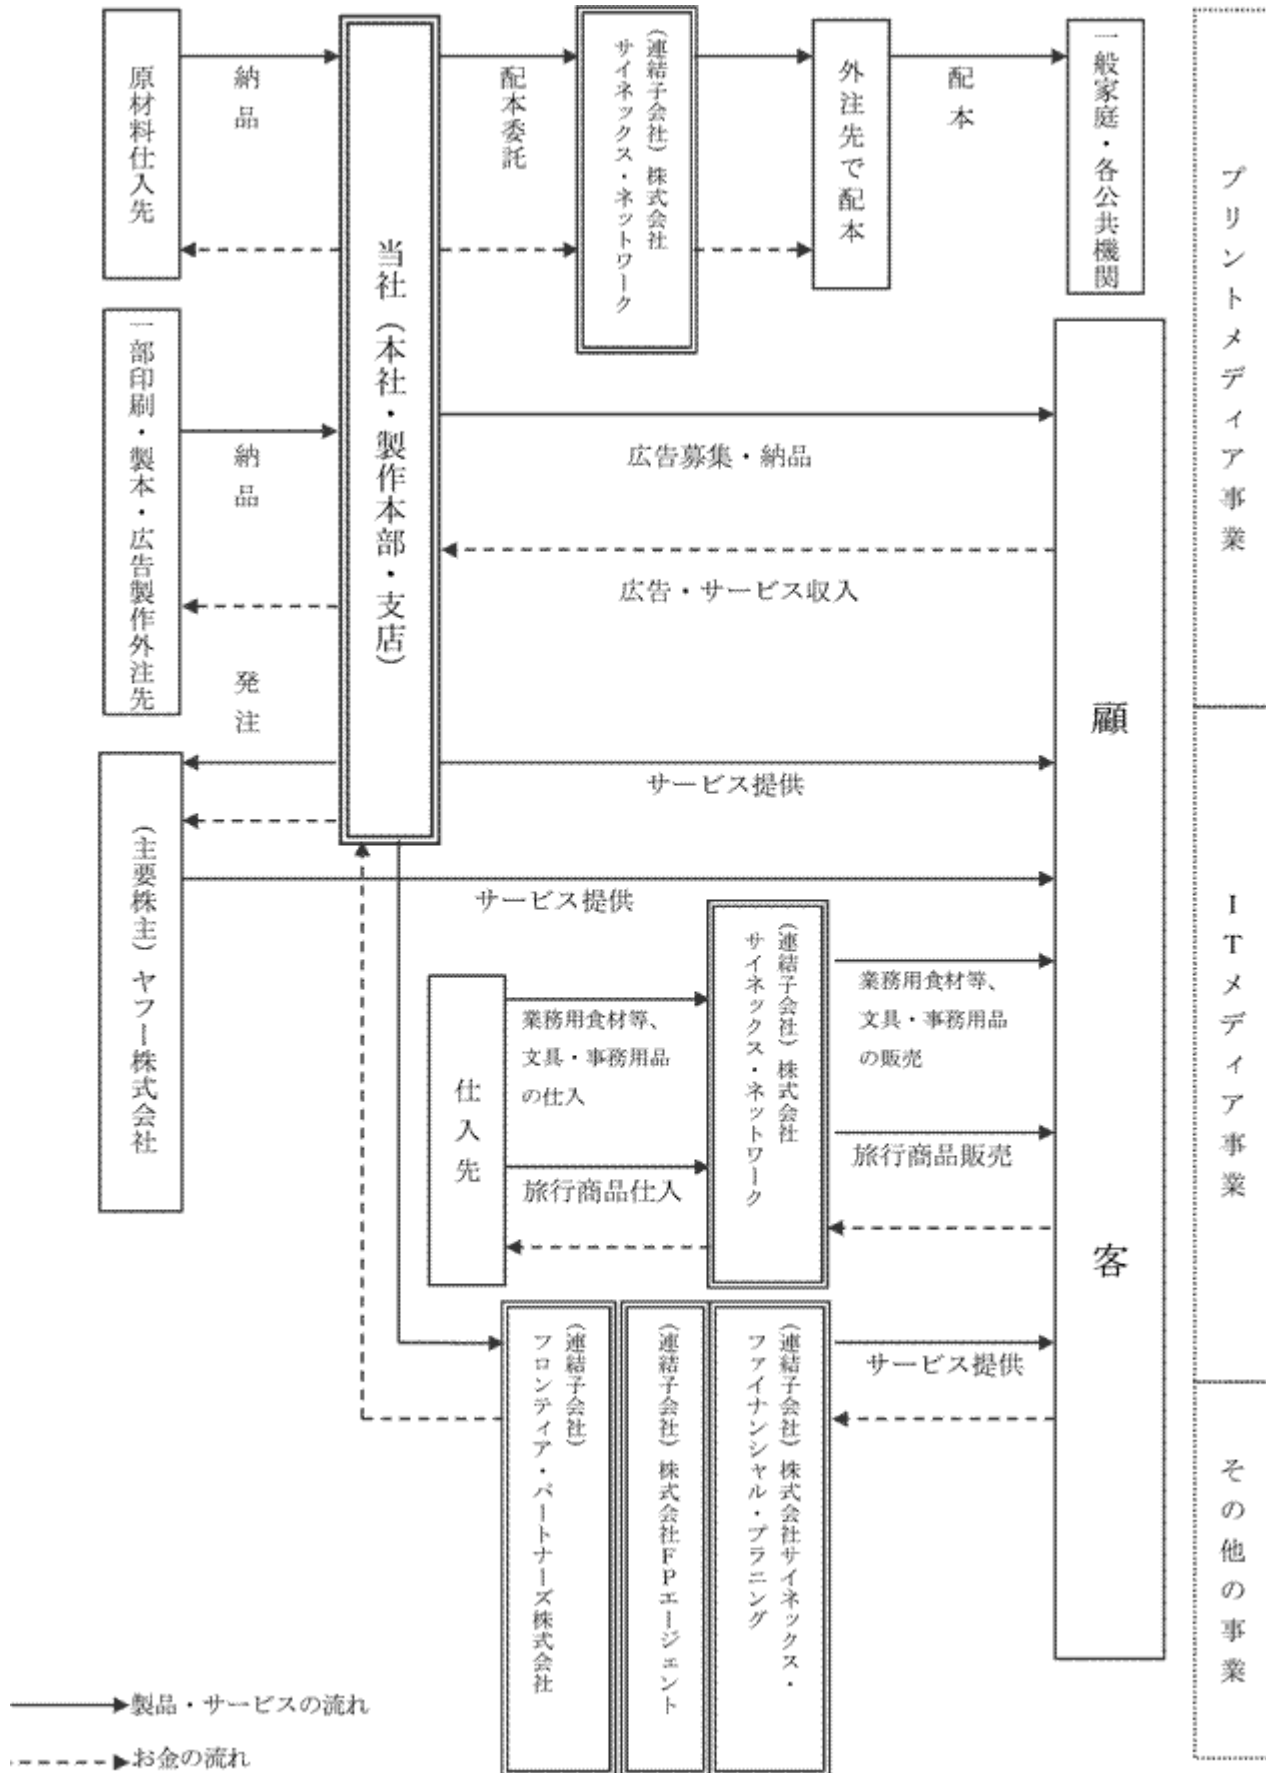 原材料仕入先
納品
当社（本社・製作本部・支店）
配本委託
（連結子会社）株式会社
サイネックス・ネットワーク
外注先で配本
配本
一般家庭・各公共機関
プリントメディア事業
一部印刷・製本・広告製作外注先
納品
発注
広告募集・納品
広告・サービス収入
顧客
サービス提供
（主要株主）ヤフー株式会社
サービス提供
ITメディア事業
仕入先
業務用食材等、
文具・事務用品
の仕入
旅行商品仕入
（連結子会社）株式会社
サイネックス・ネットワーク
業務用食材等、
文具・事務用品
の販売
旅行商品販売
（連結子会社）
フロンティア・パートナーズ株式会社
（連結子会社）株式会社FPエージェント
（連結子会社）株式会社サイネックス・
ファイナンシャル・プラニング
サービス提供
その他の事業
製品・サービスの流れ
お金の流れ